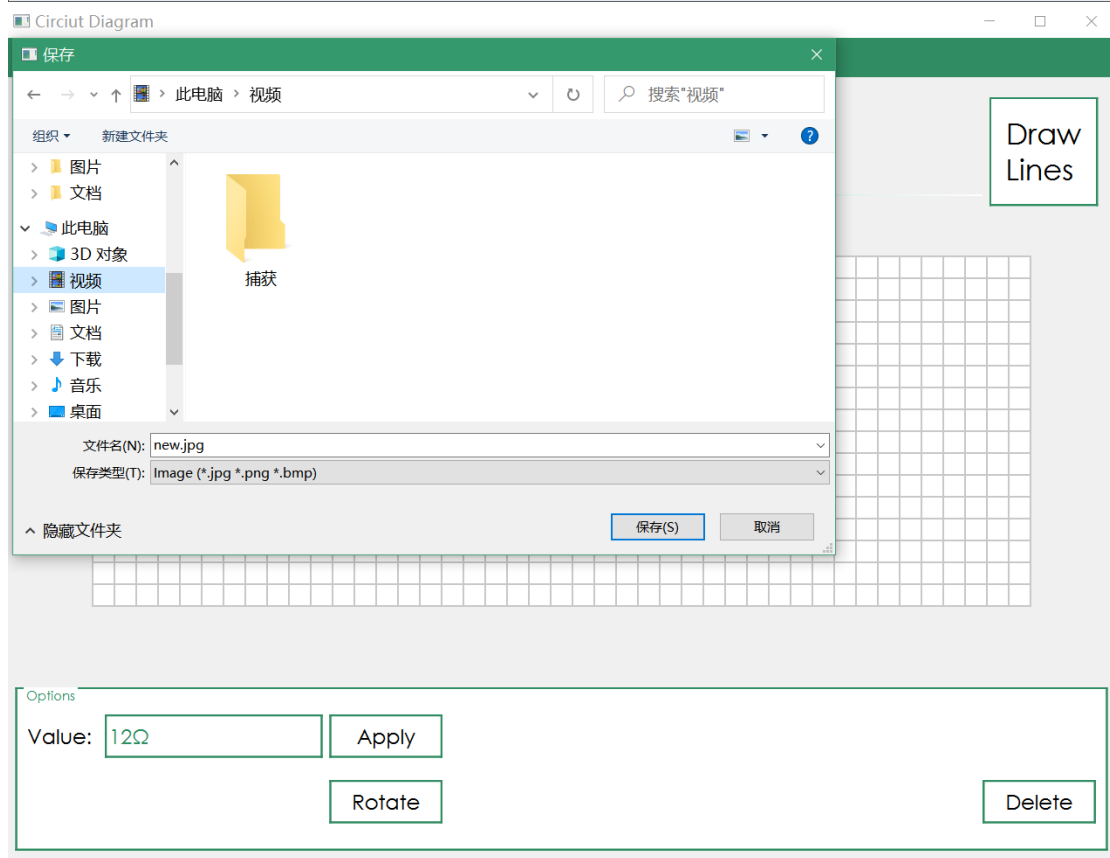 Circiut Diagram
保存
此电脑 视频
搜索"视频"
组织
新建文件夹
图片
文档
此电脑
3D 对象
视频
图片
文档
下载
音乐
桌面
捕获
文件名(N): new.jpg
保存类型(T): Image (*.jpg *.png *.bmp)
隐藏文件夹
保存(S)
取消
Draw
Lines
Options
Value: 12Ω Apply
Rotate
Delete